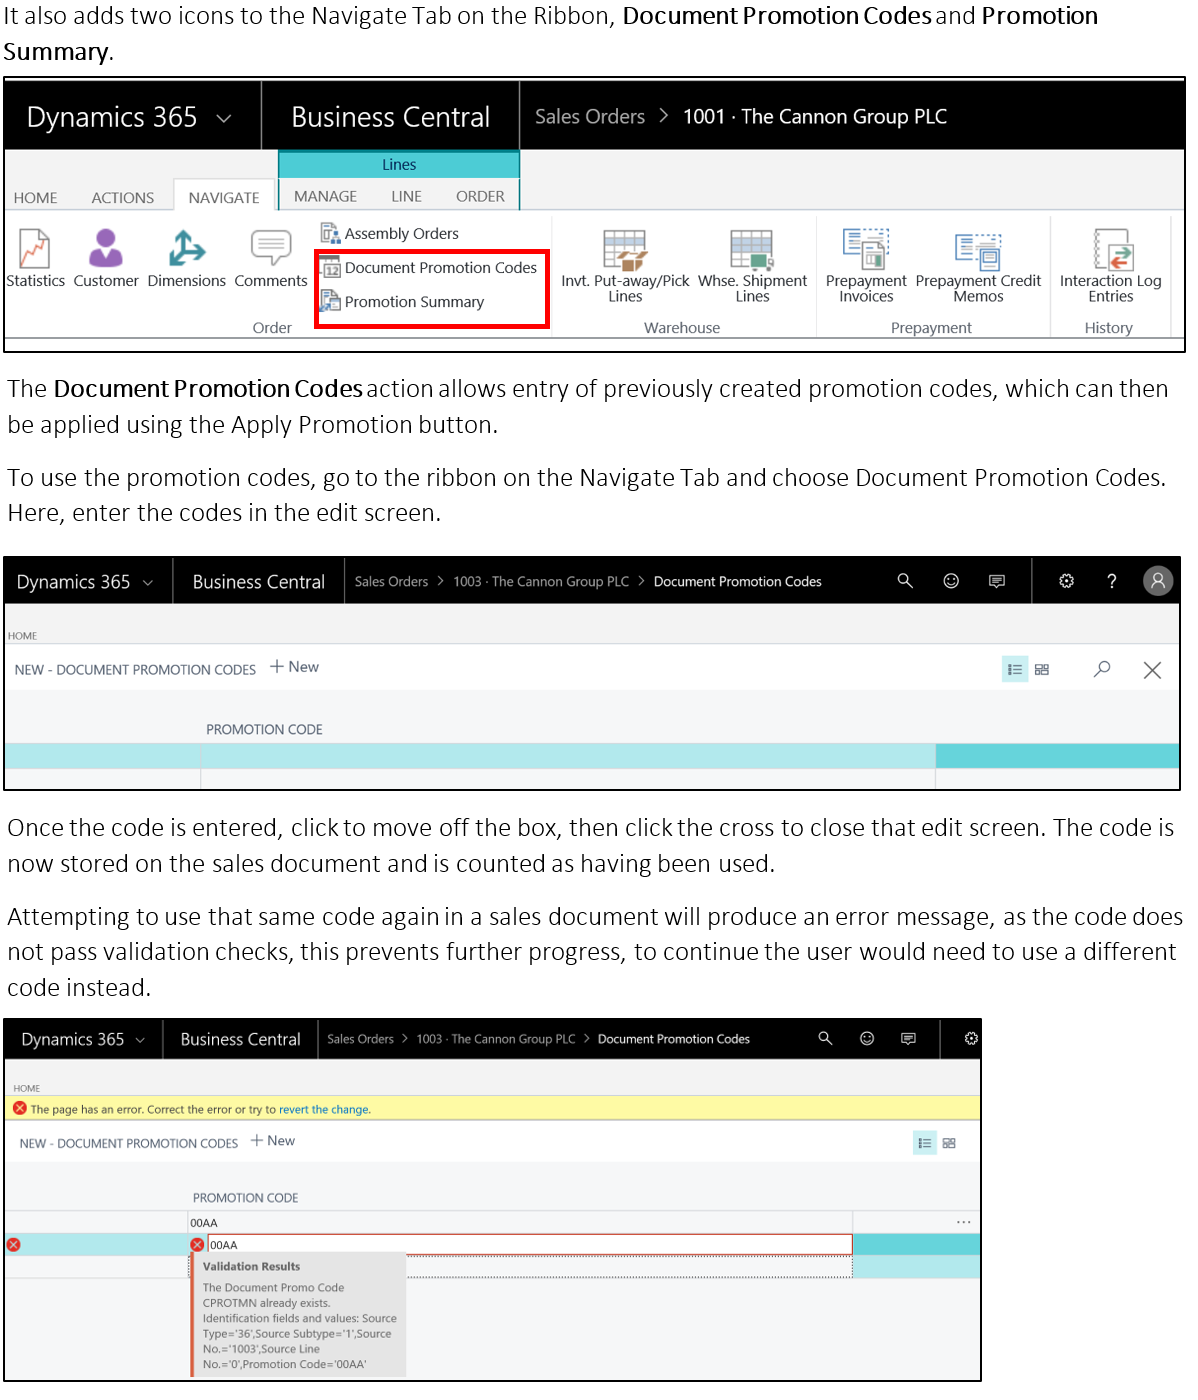 It also adds two icons to the Navigate Tab on the Ribbon, Document Promotion Codes and Promotion
Summary.
Dynamics 365 Business Central Sales Orders > 1001 · The Cannon Group PLC
Lines
HOME ACTIONS NAVIGATE MANAGE LINE ORDER
Statistics Customer Dimensions Comments
Assembly Orders
Document Promotion Codes
Promotion Summary
Order
Invt. Put-away/Pick
Lines
Whse. Shipment
Lines
Warehouse
Prepayment
Invoices
Prepayment Credit
Memos
Prepayment
Interaction Log
Entries
History
The Document Promotion Codes action allows entry of previously created promotion codes, which can then
be applied using the Apply Promotion button.
To use the promotion codes, go to the ribbon on the Navigate Tab and choose Document Promotion Codes.
Here, enter the codes in the edit screen.
Dynamics 365 Business Central Sales Orders > 1003 · The Cannon Group PLC > Document Promotion Codes ?
HOME
NEW - DOCUMENT PROMOTION CODES + New
PROMOTION CODE
Once the code is entered, click to move off the box, then click the cross to close that edit screen. The code is
now stored on the sales document and is counted as having been used.
Attempting to use that same code again in a sales document will produce an error message, as the code does
not pass validation checks, this prevents further progress, to continue the user would need to use a different
code instead.
Dynamics 365 Business Central Sales Orders > 1003 · The Cannon Group PLC > Document Promotion Codes
HOME
The page has an error. Correct the error or try to revert the change.
NEW - DOCUMENT PROMOTION CODES + New
PROMOTION CODE
00AA ...
00AA
Validation Results
The Document Promo Code
CPROTMN already exists.
Identification fields and values: Source
Type='36',Source Subtype='1',Source
No.='1003',Source Line
No.='0',Promotion Code='00AA'